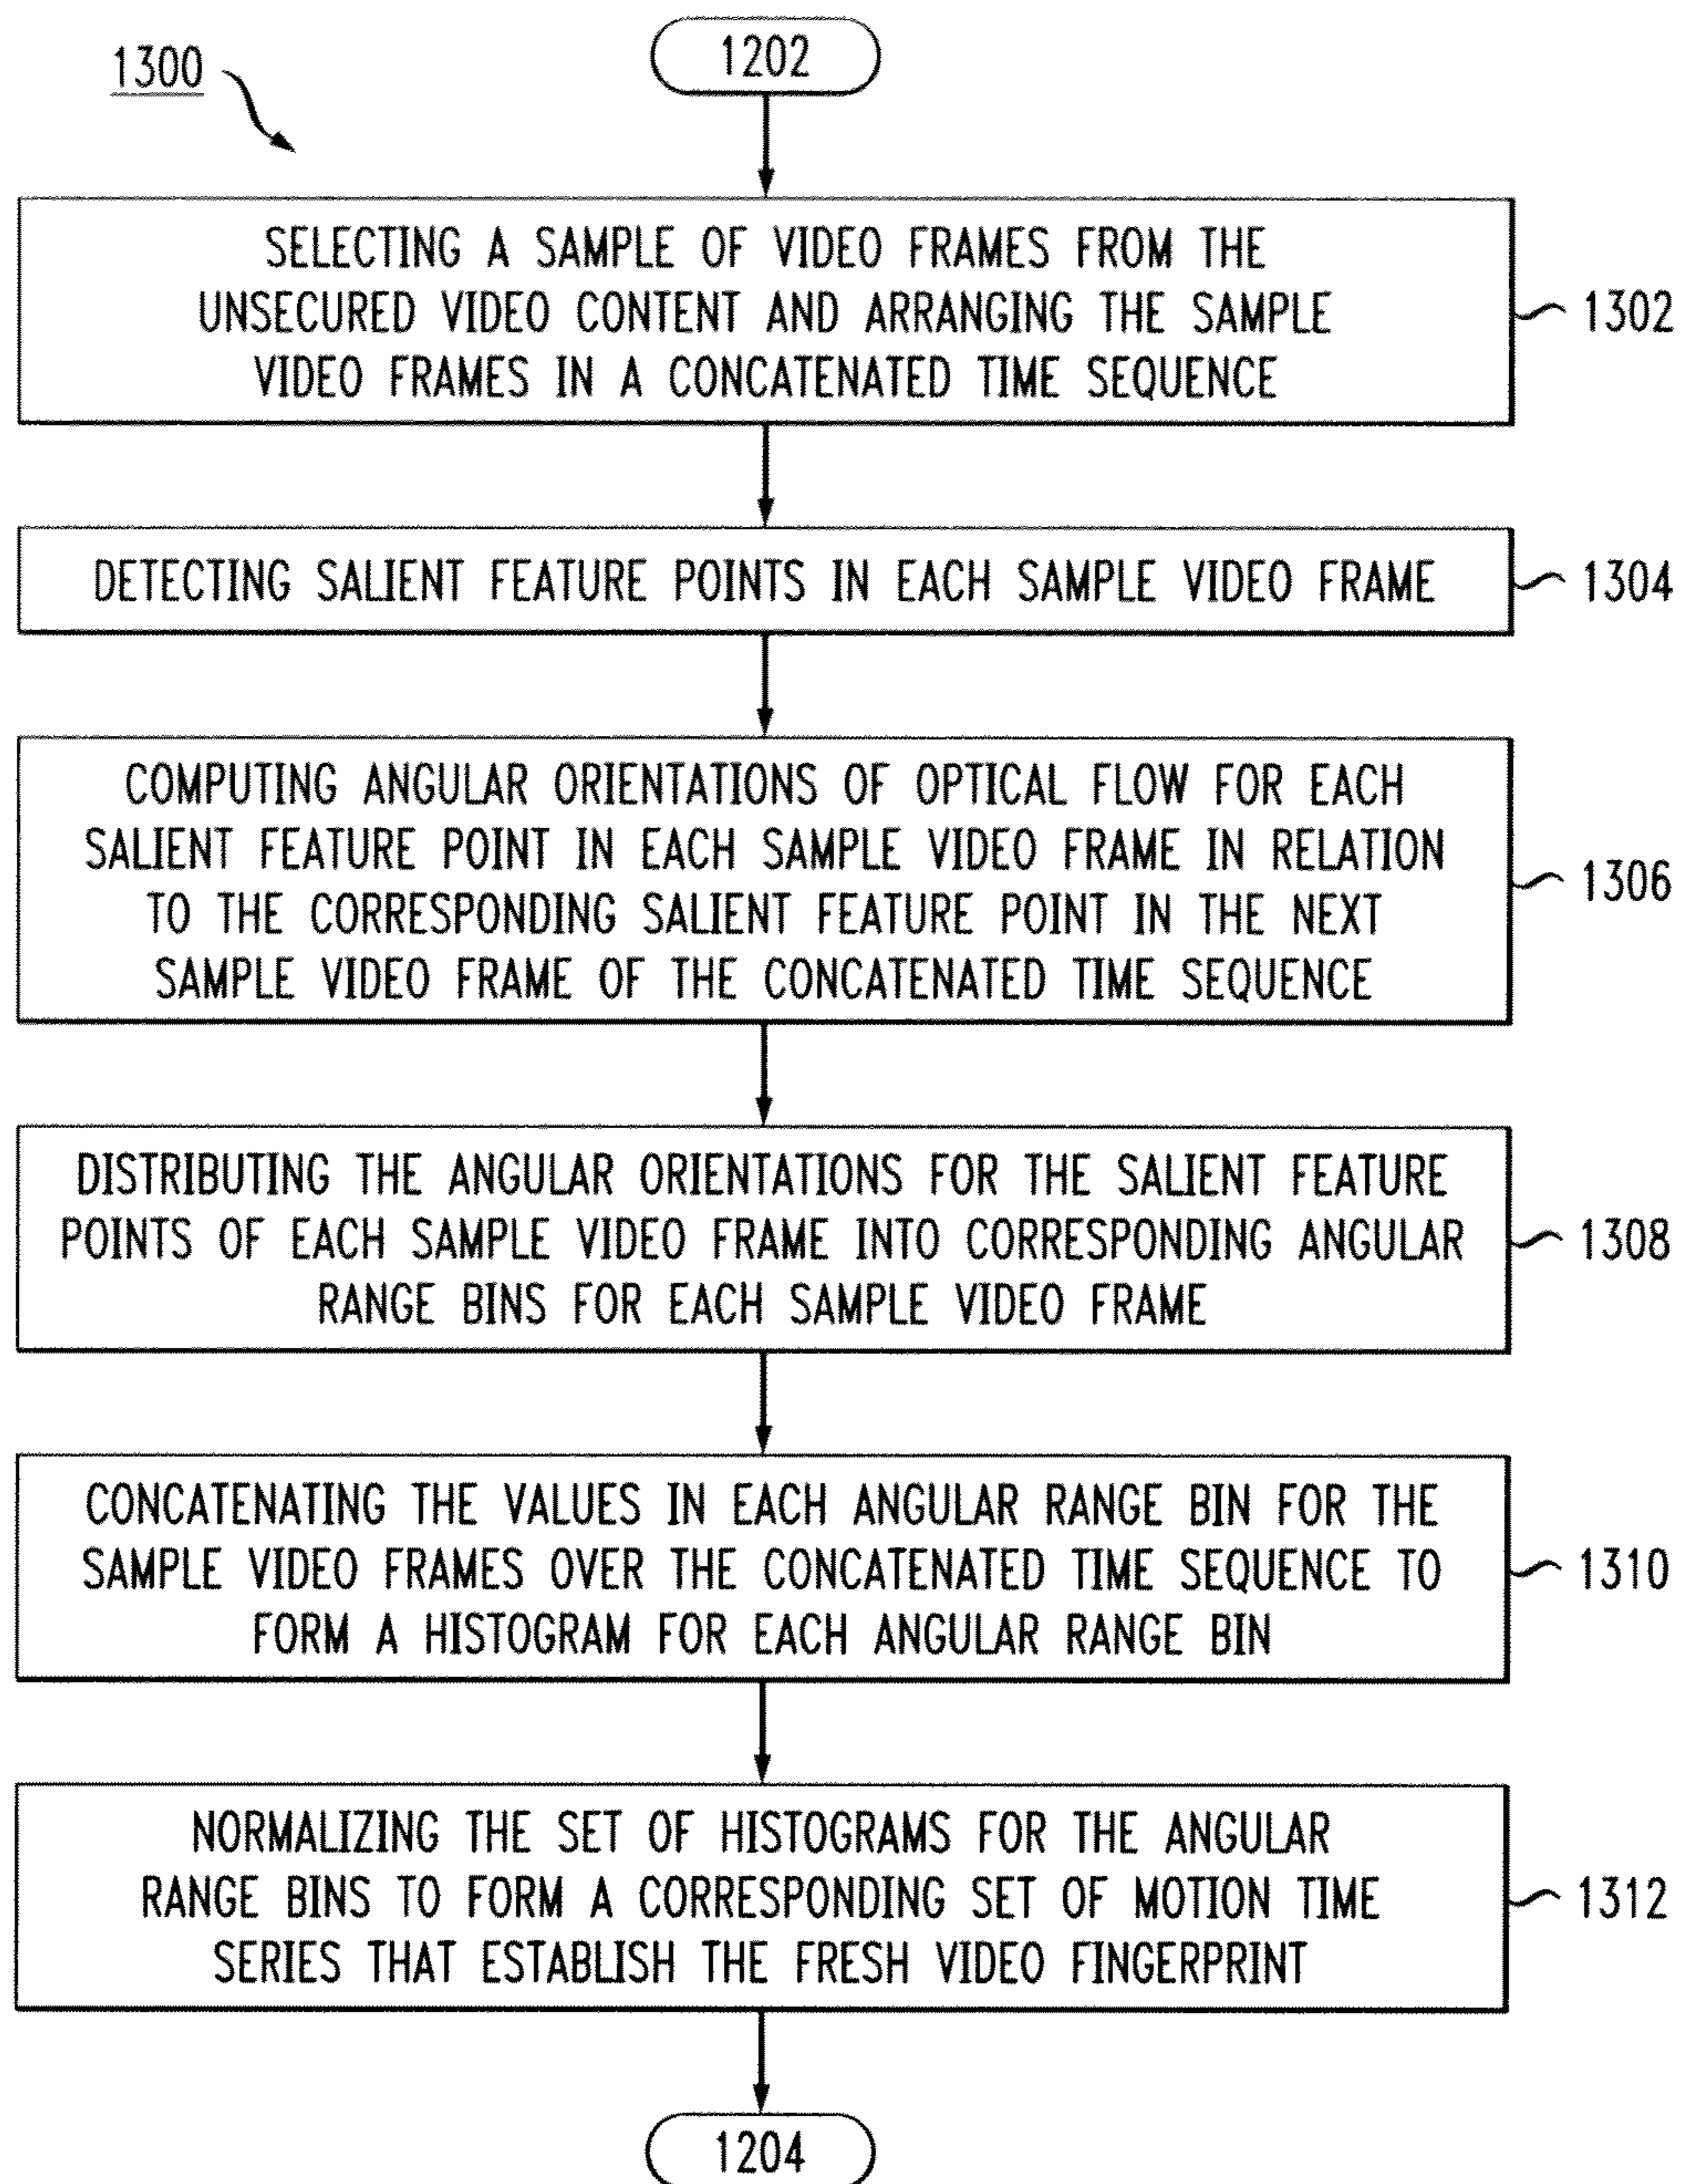 1300
1202
SELECTING A SAMPLE OF VIDEO FRAMES FROM THE
UNSECURED VIDEO CONTENT AND ARRANGING THE SAMPLE
VIDEO FRAMES IN A CONCATENATED TIME SEQUENCE
1302
DETECTING SALIENT FEATURE POINTS IN EACH SAMPLE VIDEO FRAME
1304
COMPUTING ANGULAR ORIENTATIONS OF OPTICAL FLOW FOR EACH
SALIENT FEATURE POINT IN EACH SAMPLE VIDEO FRAME IN RELATION
TO THE CORRESPONDING SALIENT FEATURE POINT IN THE NEXT
SAMPLE VIDEO FRAME OF THE CONCATENATED TIME SEQUENCE
1306
DISTRIBUTING THE ANGULAR ORIENTATIONS FOR THE SALIENT FEATURE
POINTS OF EACH SAMPLE VIDEO FRAME INTO CORRESPONDING ANGULAR
RANGE BINS FOR EACH SAMPLE VIDEO FRAME
1308
CONCATENATING THE VALUES IN EACH ANGULAR RANGE BIN FOR THE
SAMPLE VIDEO FRAMES OVER THE CONCATENATED TIME SEQUENCE TO
FORM A HISTOGRAM FOR EACH ANGULAR RANGE BIN
1310
NORMALIZING THE SET OF HISTOGRAMS FOR THE ANGULAR
RANGE BINS TO FORM A CORRESPONDING SET OF MOTION TIME
SERIES THAT ESTABLISH THE FRESH VIDEO FINGERPRINT
1312
1204